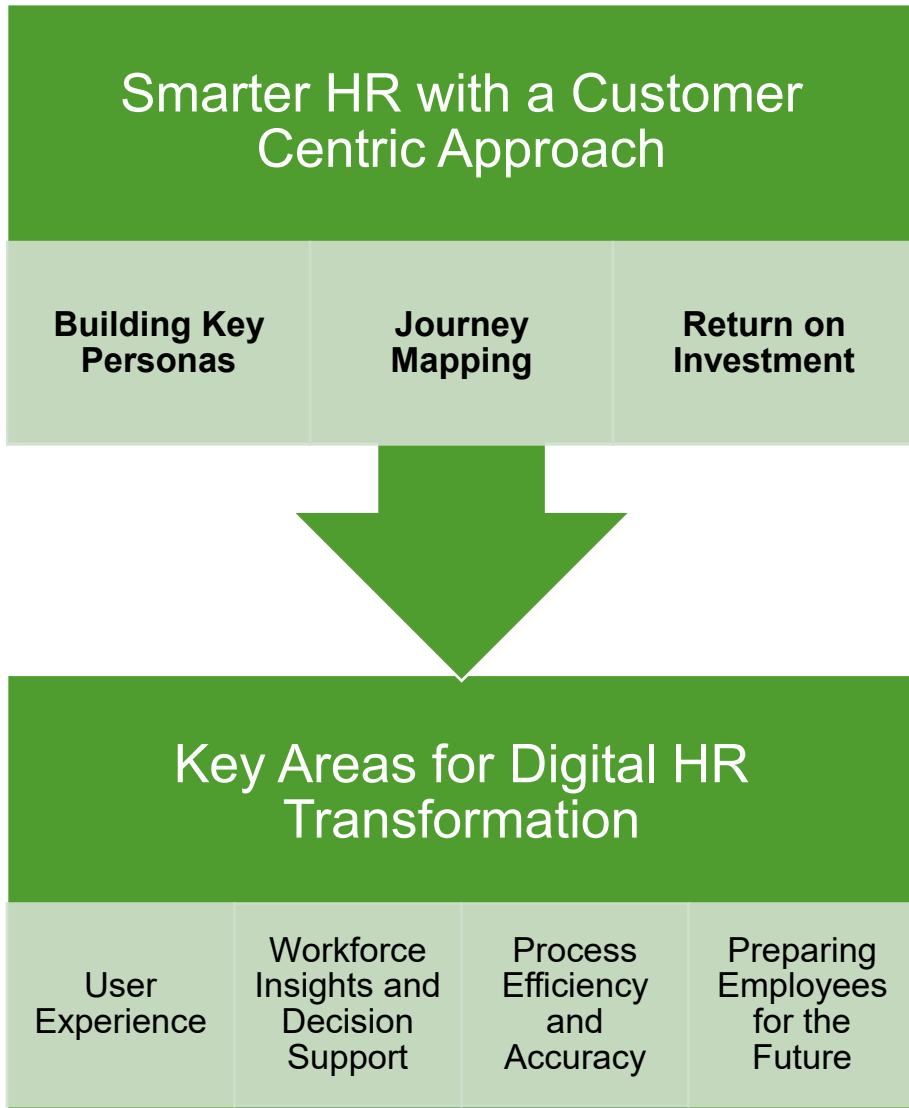 Smarter HR with a Customer
Centric Approach
Building Key
Personas
Journey
Mapping
Return on
Investment
Key Areas for Digital HR
Transformation
User
Experience
Workforce
Insights and
Decision
Support
Process
Efficiency
and
Accuracy
Preparing
Employees
for the
Future